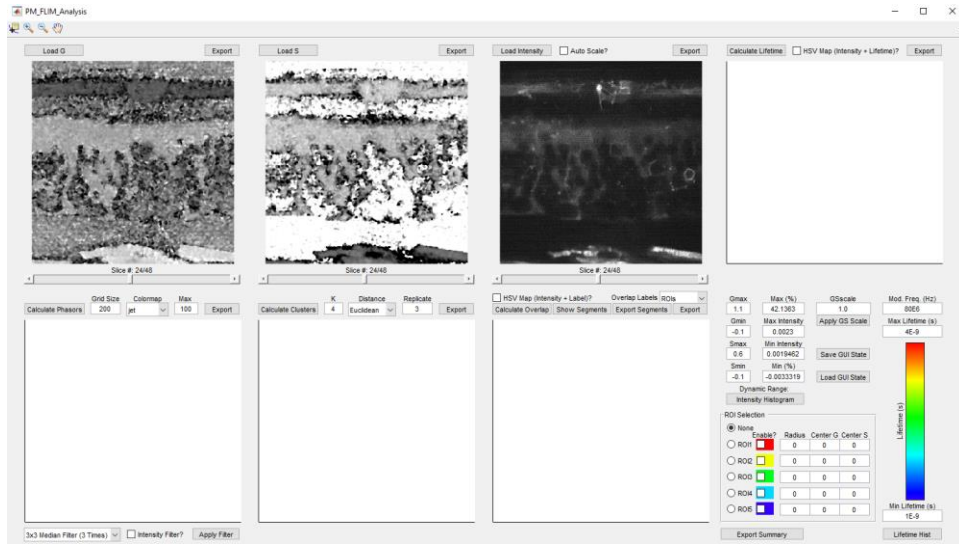 PM_FLIM_Analysis
Load G Export Load S Export Load Intensity Auto Scale? Export Calculate Lifetime HSV Map (Intensity + Lifetime)? Export
Slice #: 24/48 Slice #: 24/48 Slice #: 24/48
Grid Size Colormap Max K Distance Replicate HSV Map (Intensity + Label)? Overlap Labels ROIs
Calculate Phasors 200 jet 100 Export Calculate Clusters 4 Euclidean 3 Export Calculate Overlap Show Segments Export Segments Export
Gmax Max (%) GSscale Mod. Freq. (Hz)
1.1 42.1363 1.0 80E6
Gmin Max Intensity Apply GS Scale Max Lifetime (s)
-0.1 0.0023 4E-9
Smax Min Intensity
0.6 0.0019462 Save GUI State
Smin Min (%)
-0.1 -0.0033319 Load GUI State
Dynamic Range:
Intensity Histogram
Lifetime (s)
ROI Selection
None
Enable? Radius Center G Center S
ROI1 0 0 0
ROI2 0 0 0
ROI3 0 0 0
ROI4 0 0 0
ROI5 0 0 0
Min Lifetime (s)
1E-9
3x3 Median Filter (3 Times) Intensity Filter? Apply Filter Export Summary Lifetime Hist